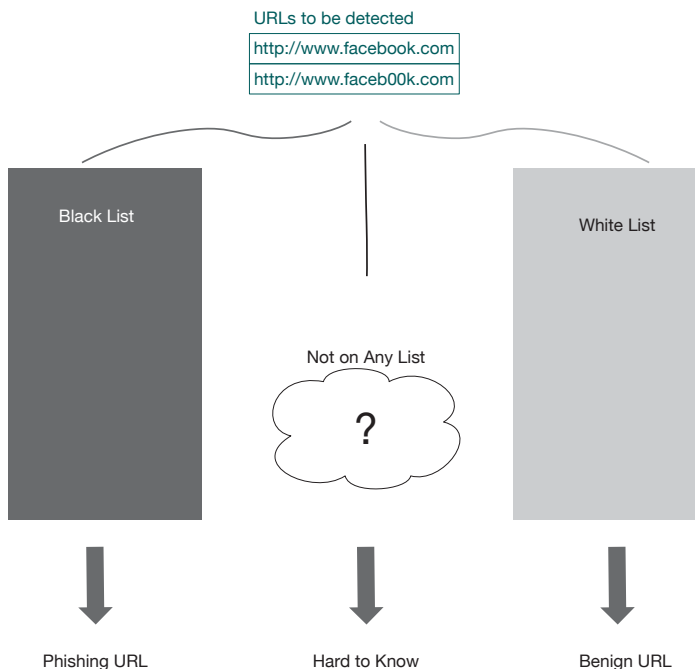 URLs to be detected
http://www.facebook.com
http://www.faceb00k.com
Black List
White List
Not on Any List
?
Phishing URL
Hard to Know
Benign URL